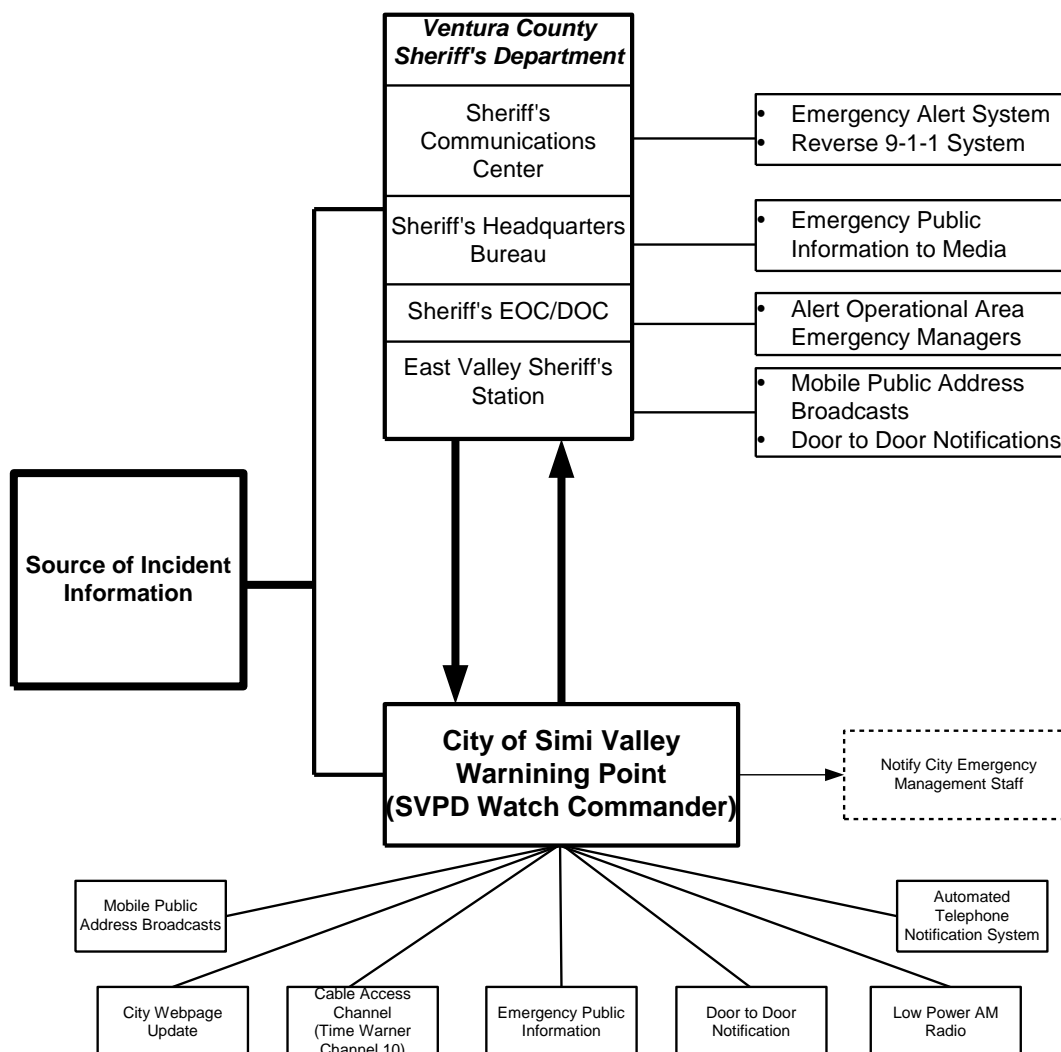 Ventura County
Sheriff's Department
Sheriff's
Communications
Center
Sheriff's Headquarters
Bureau
Sheriff's EOC/DOC
East Valley Sheriff's
Station
• Emergency Alert System
• Reverse 9-1-1 System
• Emergency Public
Information to Media
• Alert Operational Area
Emergency Managers
• Mobile Public Address
Broadcasts
• Door to Door Notifications
Source of Incident
Information
City of Simi Valley
Warnining Point
(SVPD Watch Commander)
Notify City Emergency
Management Staff
Mobile Public
Address Broadcasts
Automated
Telephone
Notification System
City Webpage
Update
Cable Access
Channel
(Time Warner
Channel 10)
Emergency Public
Information
Door to Door
Notification
Low Power AM
Radio